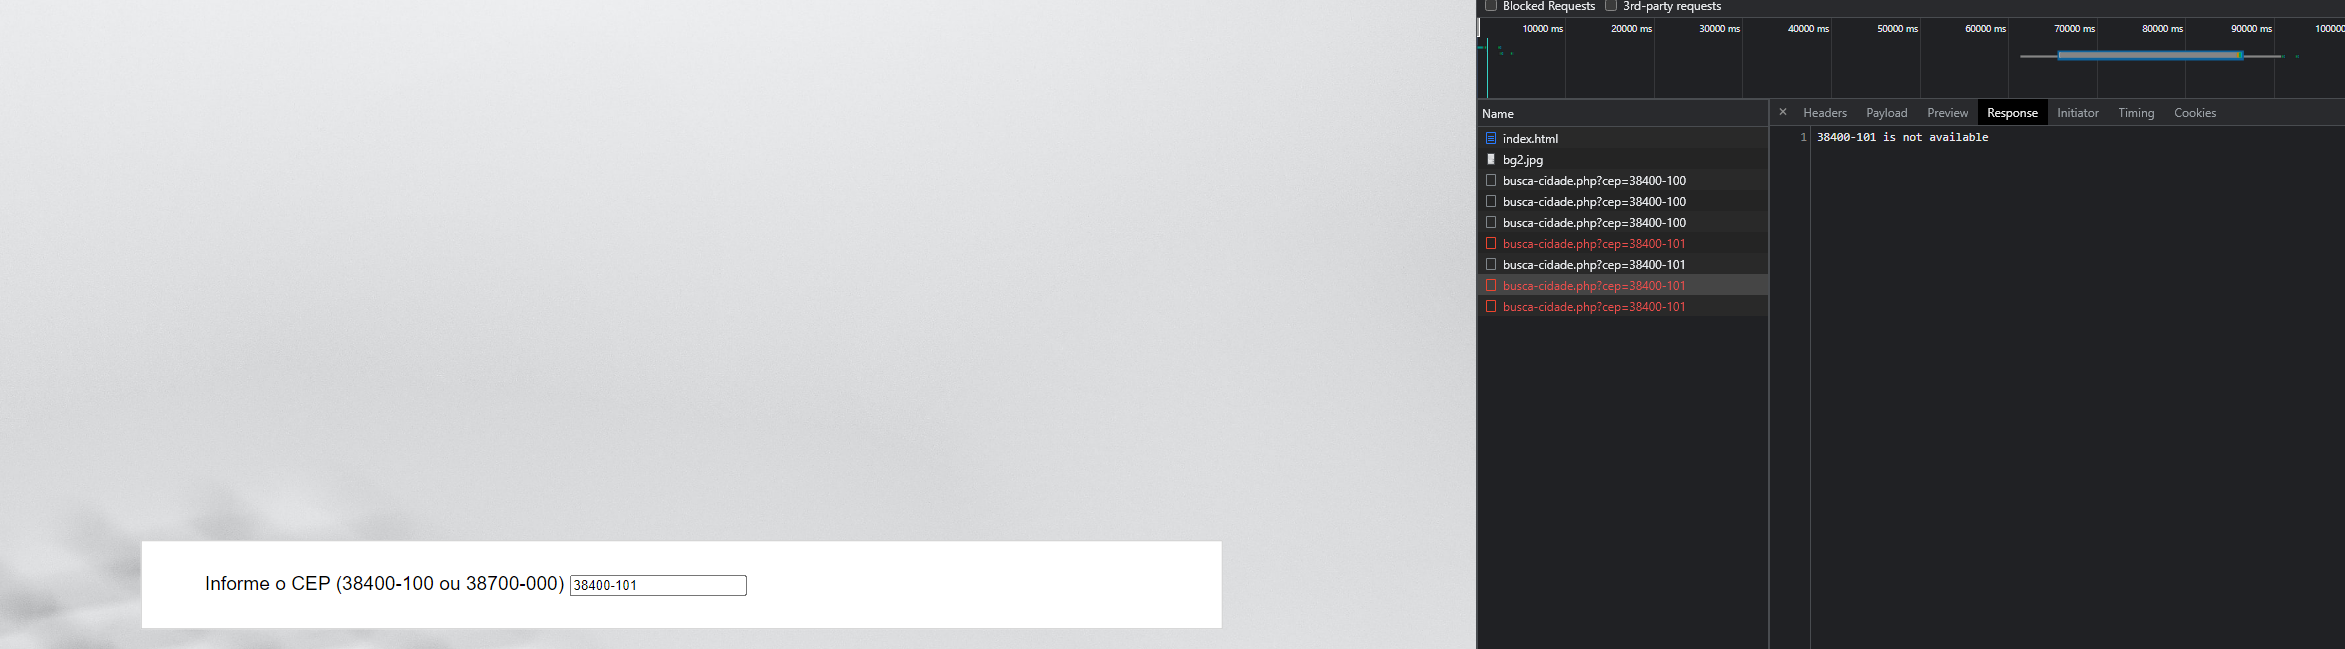 Informe o CEP (38400-100 ou 38700-000) 38400-101
Blocked Requests 3rd-party requests
10000 ms 20000 ms 30000 ms 40000 ms 50000 ms 60000 ms 70000 ms 80000 ms 90000 ms 100000
Name
index.html
bg2.jpg
busca-cidade.php?cep=38400-100
busca-cidade.php?cep=38400-100
busca-cidade.php?cep=38400-100
busca-cidade.php?cep=38400-101
busca-cidade.php?cep=38400-101
busca-cidade.php?cep=38400-101
busca-cidade.php?cep=38400-101
× Headers Payload Preview Response Initiator Timing Cookies
1 38400-101 is not available